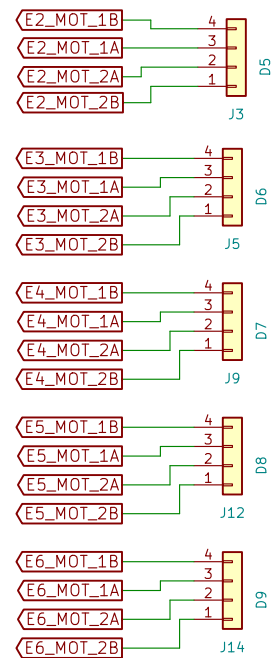 E2_MOT_1B 4
E2_MOT_1A 3
E2_MOT_2A 2
E2_MOT_2B 1
D5
J3
E3_MOT_1B 4
E3_MOT_1A 3
E3_MOT_2A 2
E3_MOT_2B 1
D6
J5
E4_MOT_1B 4
E4_MOT_1A 3
E4_MOT_2A 2
E4_MOT_2B 1
D7
J9
E5_MOT_1B 4
E5_MOT_1A 3
E5_MOT_2A 2
E5_MOT_2B 1
D8
J12
E6_MOT_1B 4
E6_MOT_1A 3
E6_MOT_2A 2
E6_MOT_2B 1
D9
J14